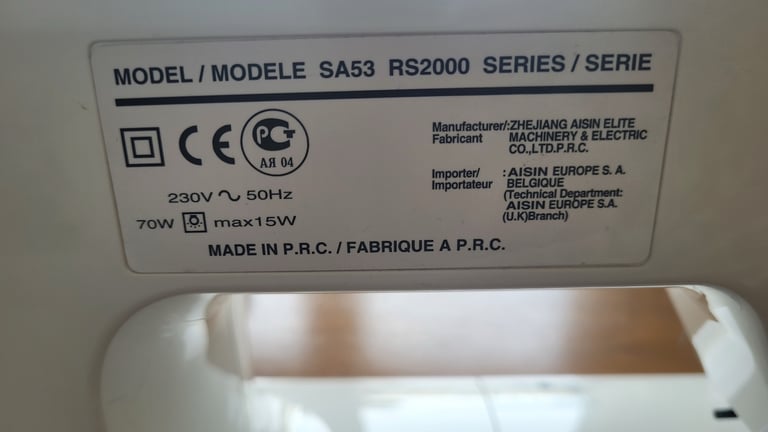 MODEL / MODELE SA53 RS2000 SERIES / SERIE
CE PCT
АЯ 04
230V ~ 50Hz
70W max15W
Manufacturer/:ZHEJIANG AISIN ELITE
Fabricant MACHINERY & ELECTRIC
CO.,LTD.P.R.C.
Importer/ : AISIN EUROPE S. A.
Importateur BELGIQUE
(Technical Department:
AISIN EUROPE S.A.
(U.K)Branch)
MADE IN P.R.C. / FABRIQUE A P.R.C.